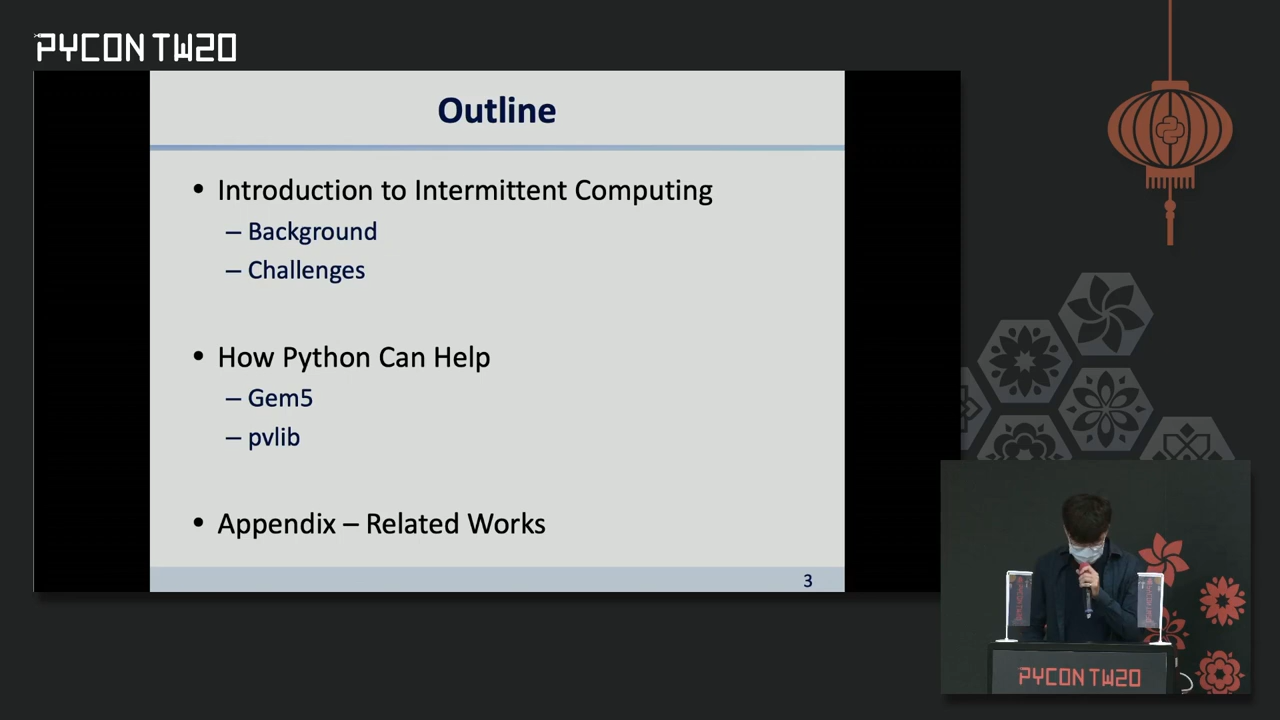 PYCON TW20
Outline
• Introduction to Intermittent Computing
– Background
– Challenges
• How Python Can Help
– Gem5
– pvlib
• Appendix – Related Works
3
PYCON TW20